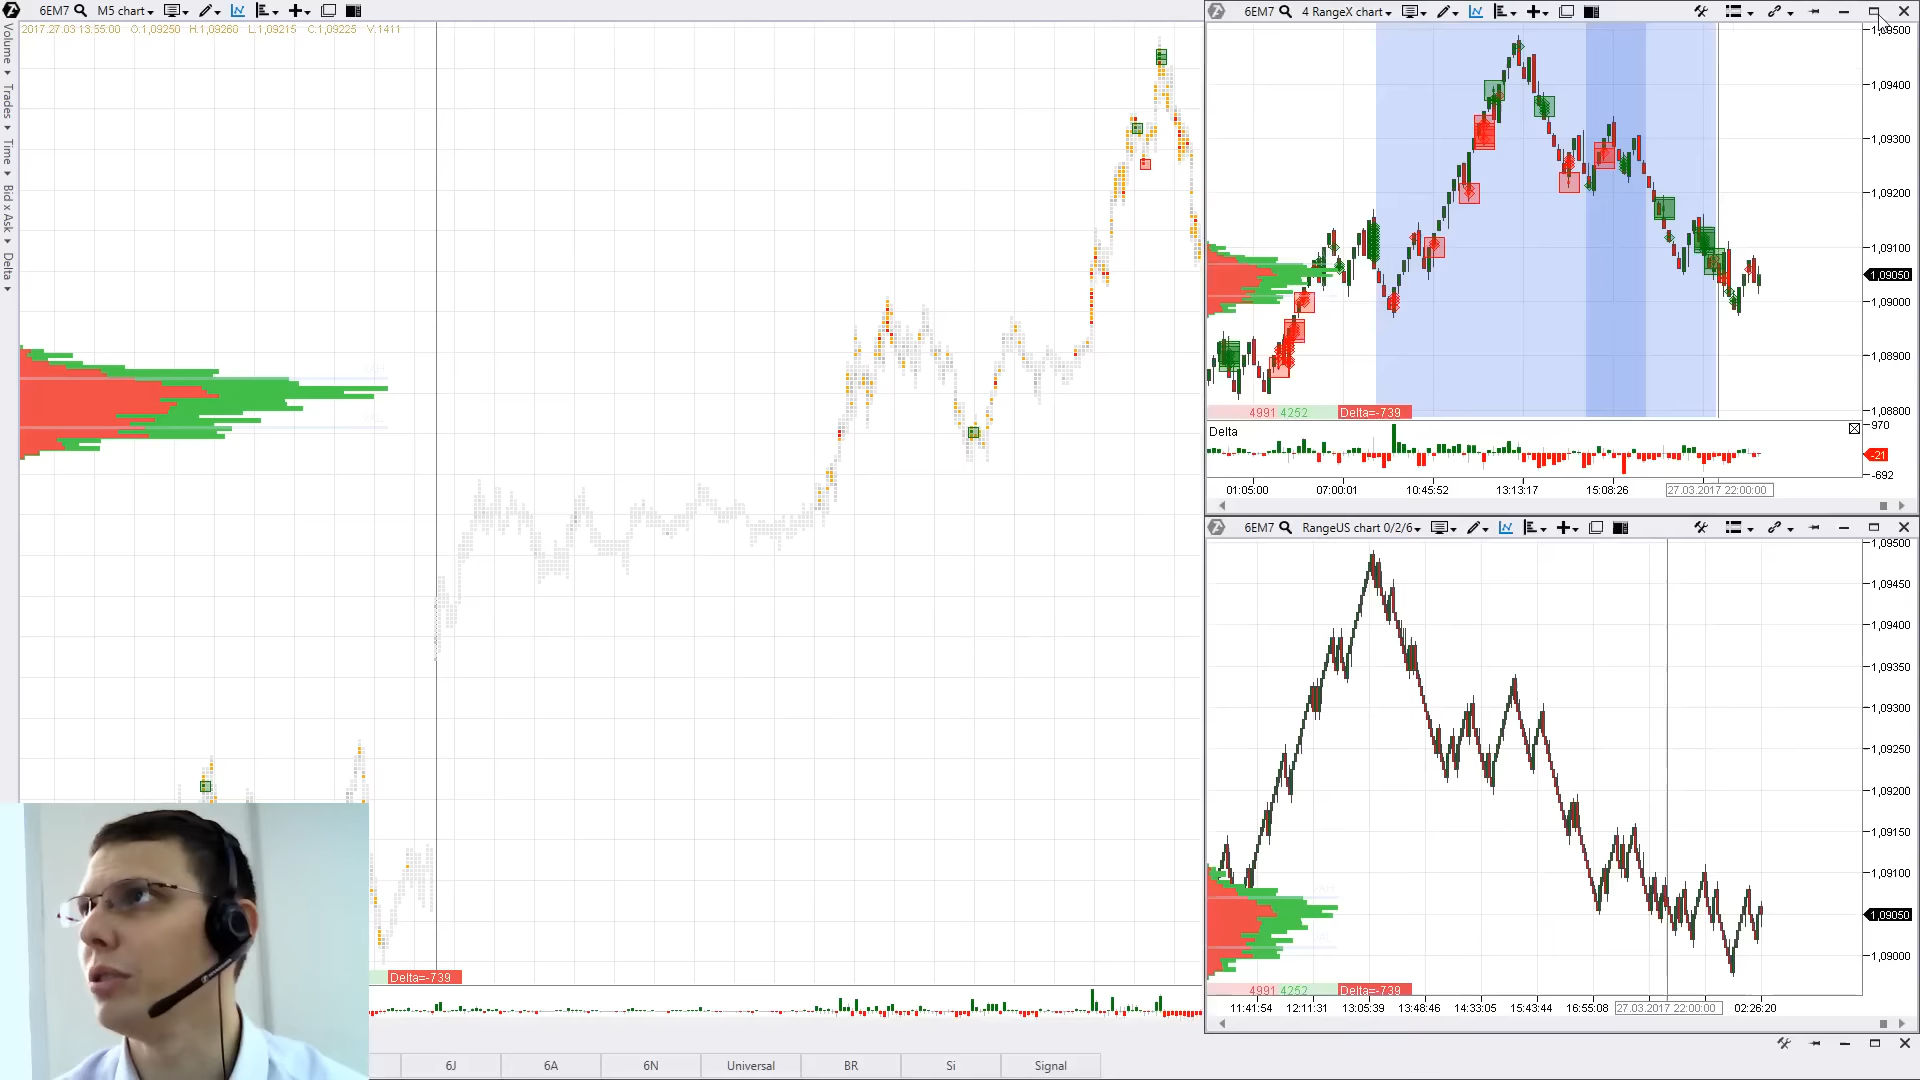 6EM7 M5 chart
2017.27.03 13:55:00 O:1,09250 H:1,09260 L:1,09215 C:1,09225 V:1411
Volume
Trades
Time
Bid x Ask
Delta
Delta=-739
6J 6A 6N Universal BR Si Signal
6EM7 4 RangeX chart
1,09500
1,09400
1,09300
1,09200
1,09100
1,09050
1,09000
1,08900
1,08800
4991 4252 Delta=-739
Delta
970
-21
-692
01:05:00 07:00:01 10:45:52 13:13:17 15:08:26 27.03.2017 22:00:00
6EM7 RangeUS chart 0/2/6
1,09500
1,09450
1,09400
1,09350
1,09300
1,09250
1,09200
1,09150
1,09100
1,09050
1,09000
4991 4252 Delta=-739
11:41:54 12:11:31 13:05:39 13:46:46 14:33:05 15:43:44 16:55:08 27.03.2017 22:00:00 02:26:20